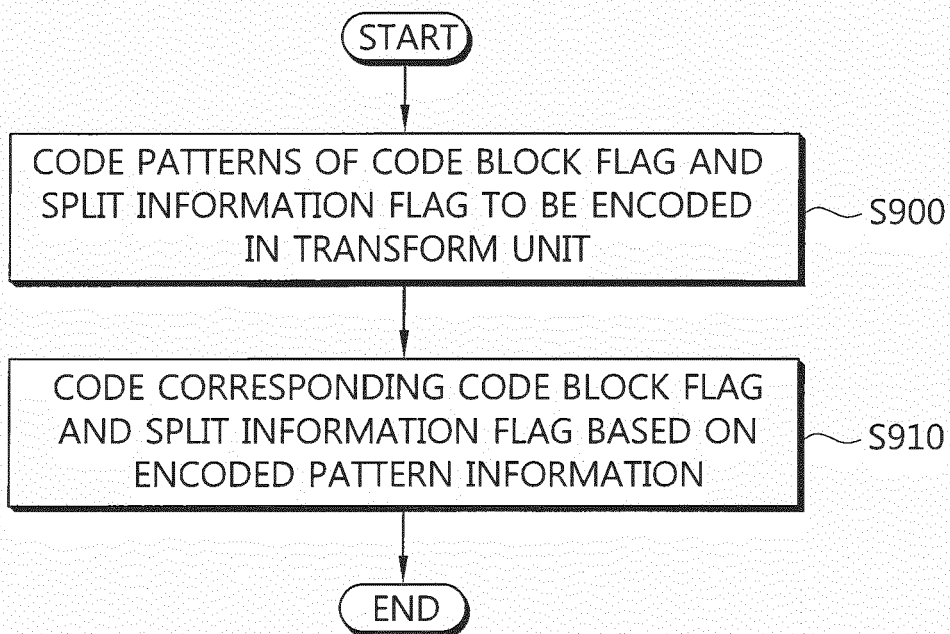 START
CODE PATTERNS OF CODE BLOCK FLAG AND
SPLIT INFORMATION FLAG TO BE ENCODED
IN TRANSFORM UNIT
S900
CODE CORRESPONDING CODE BLOCK FLAG
AND SPLIT INFORMATION FLAG BASED ON
ENCODED PATTERN INFORMATION
S910
END